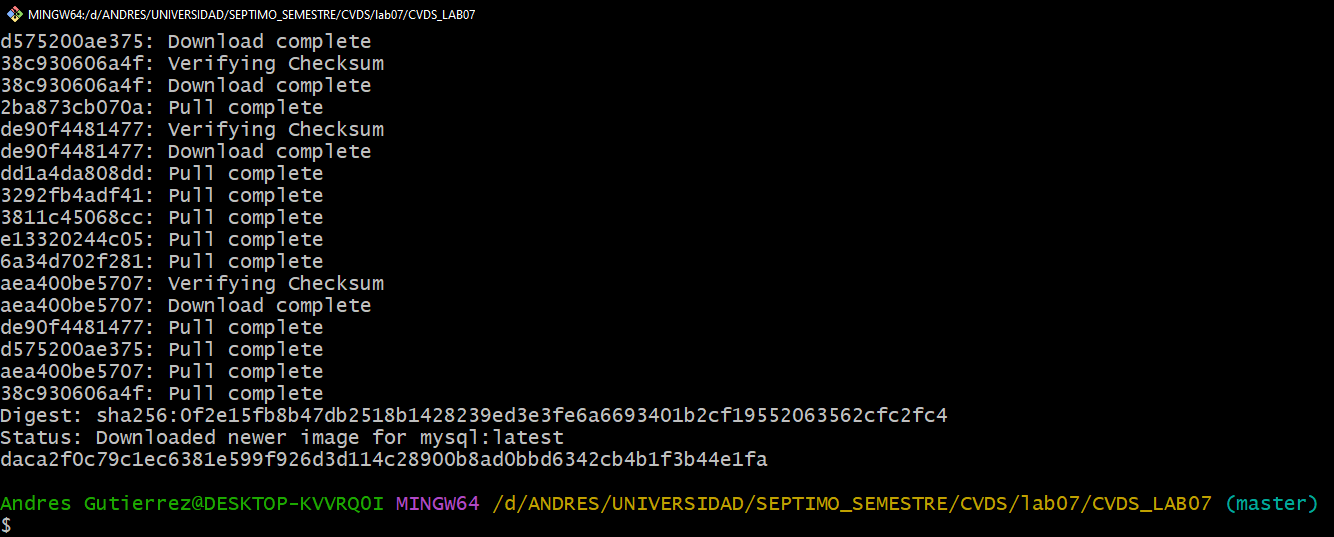 MINGW64:/d/ANDRES/UNIVERSIDAD/SEPTIMO_SEMESTRE/CVDS/lab07/CVDS_LAB07
d575200ae375: Download complete
38c930606a4f: Verifying Checksum
38c930606a4f: Download complete
2ba873cb070a: Pull complete
de90f4481477: Verifying Checksum
de90f4481477: Download complete
dd1a4da808dd: Pull complete
3292fb4adf41: Pull complete
3811c45068cc: Pull complete
e13320244c05: Pull complete
6a34d702f281: Pull complete
aea400be5707: Verifying Checksum
aea400be5707: Download complete
de90f4481477: Pull complete
d575200ae375: Pull complete
aea400be5707: Pull complete
38c930606a4f: Pull complete
Digest: sha256:0f2e15fb8b47db2518b1428239ed3e3fe6a6693401b2cf19552063562cfc2fc4
Status: Downloaded newer image for mysql:latest
daca2f0c79c1ec6381e599f926d3d114c28900b8ad0bbd6342cb4b1f3b44e1fa
Andres Gutierrez@DESKTOP-KVVRQ0I MINGW64 /d/ANDRES/UNIVERSIDAD/SEPTIMO_SEMESTRE/CVDS/lab07/CVDS_LAB07 (master)
$